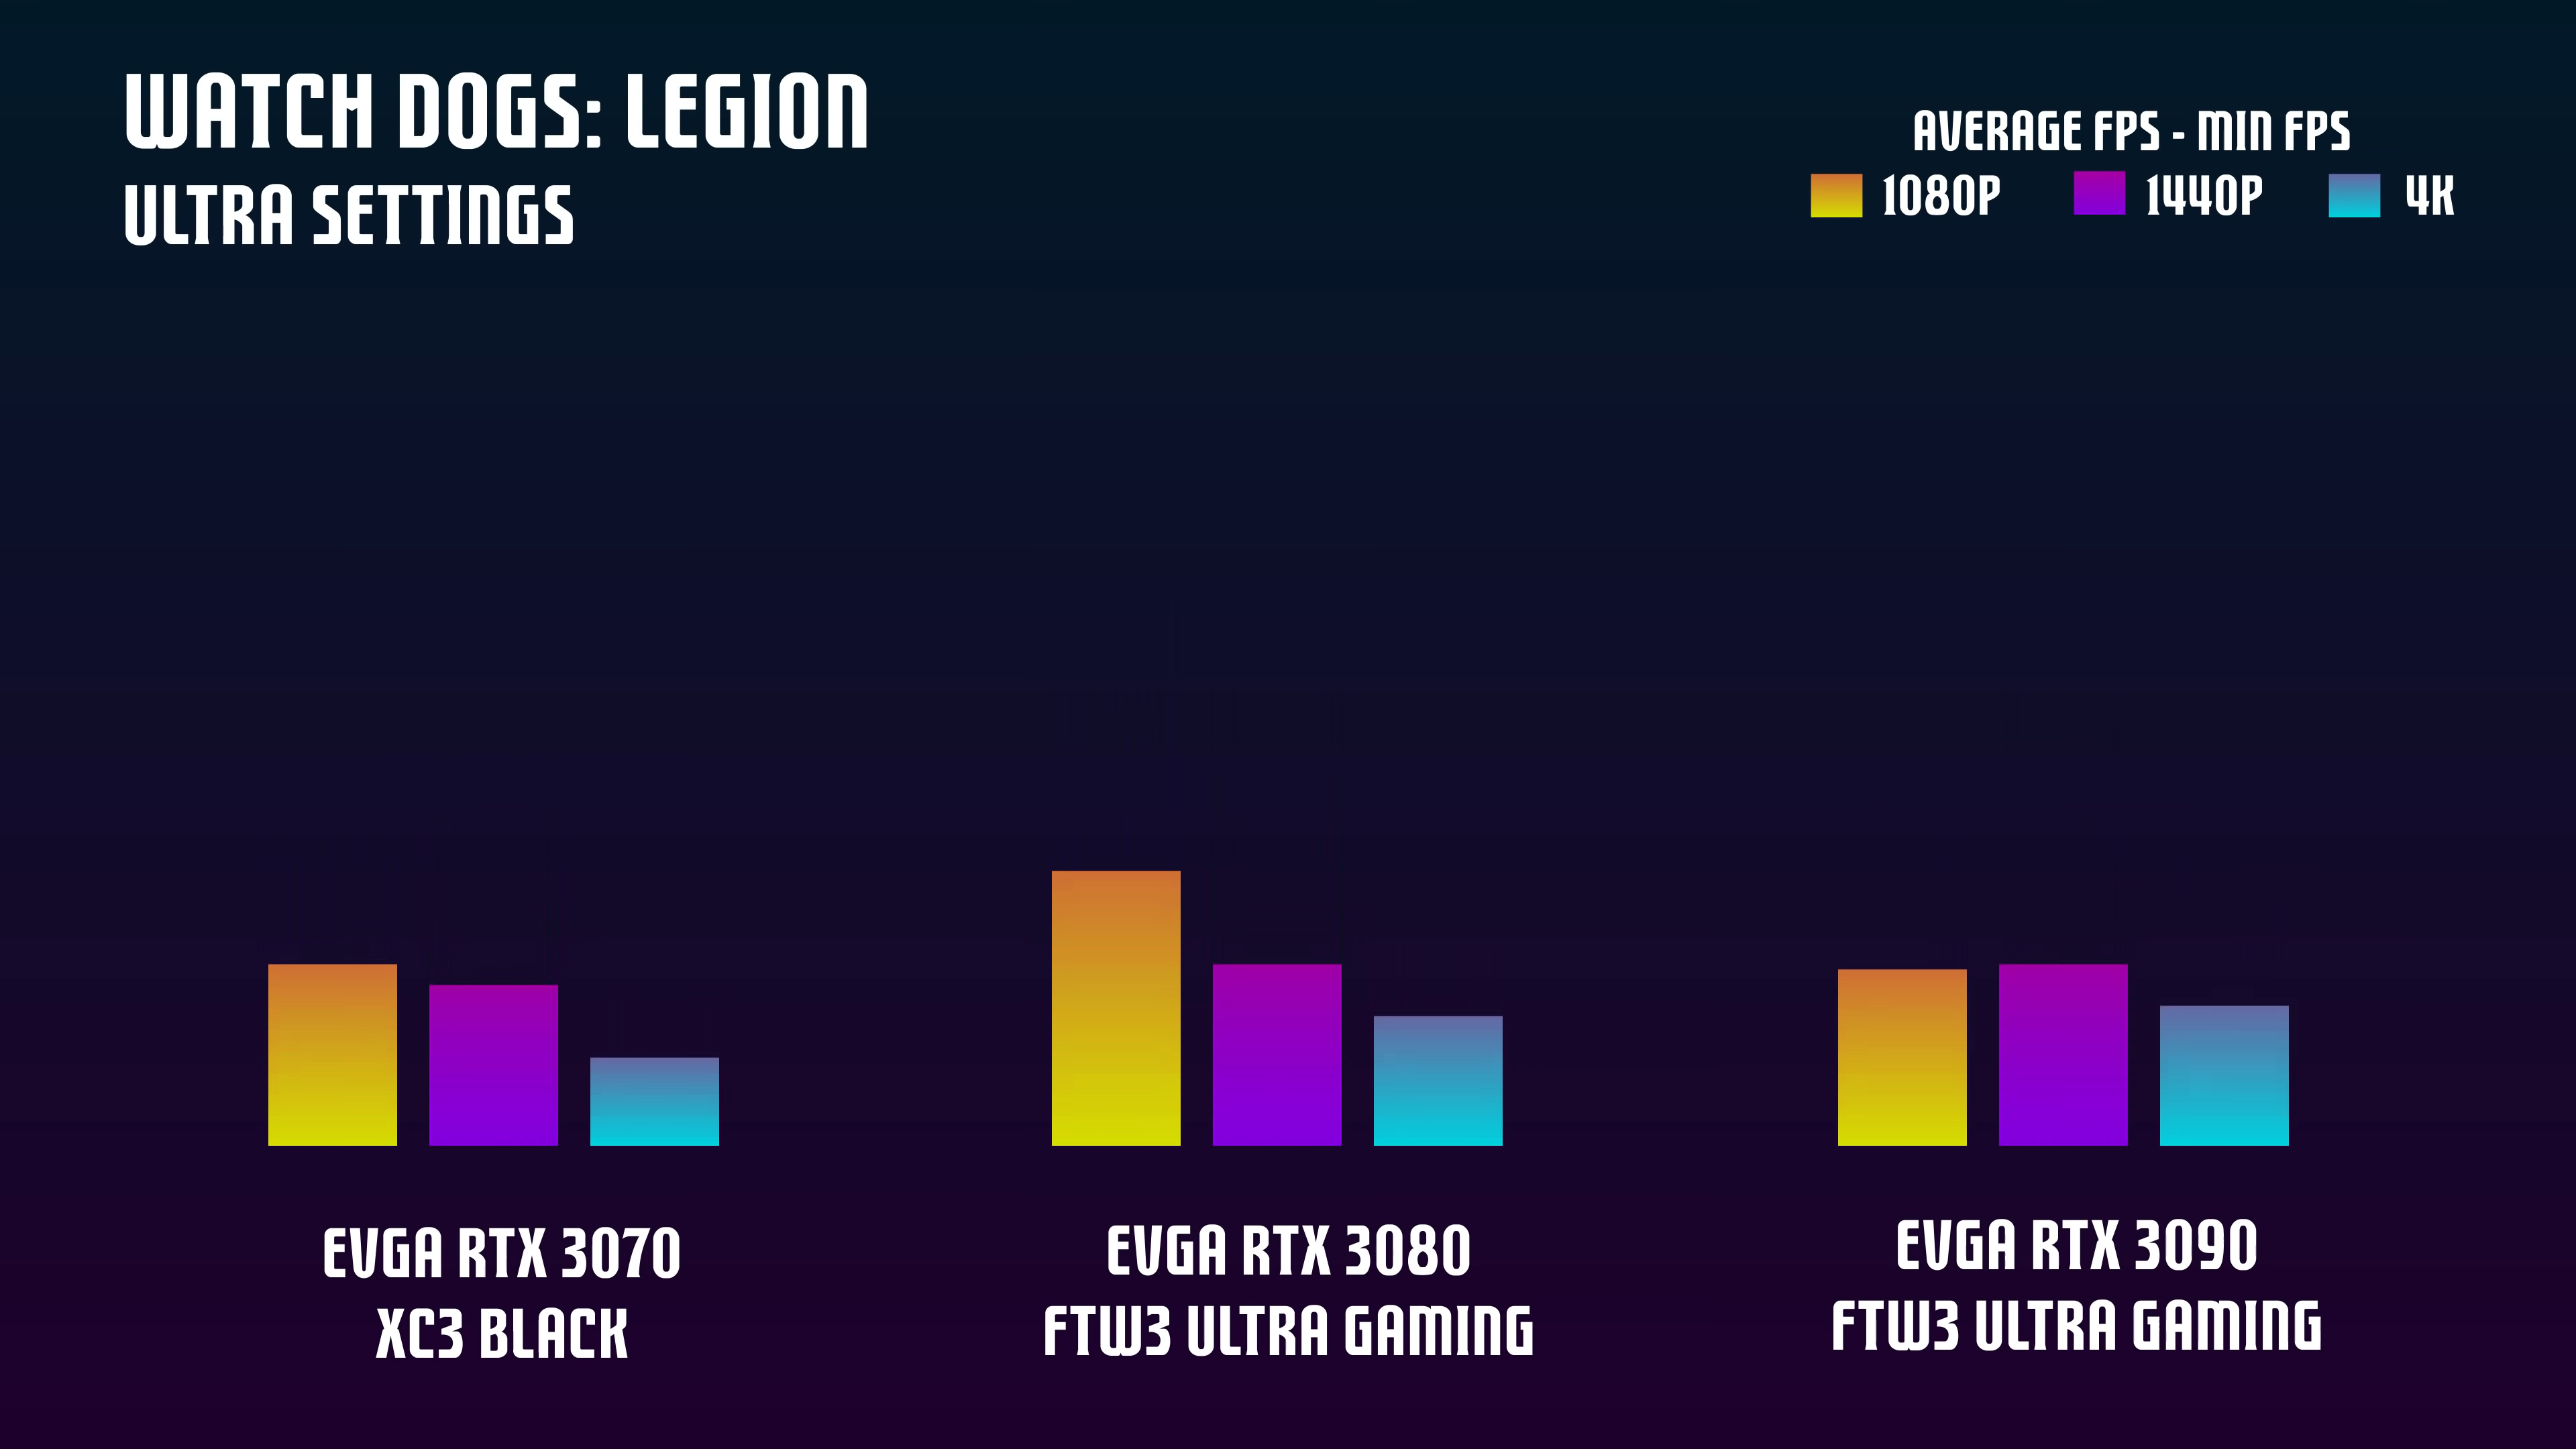 WATCH DOGS: LEGION
ULTRA SETTINGS
AVERAGE FPS - MIN FPS
1080P 1440P 4K
EVGA RTX 3070
XC3 BLACK
EVGA RTX 3080
FTW3 ULTRA GAMING
EVGA RTX 3090
FTW3 ULTRA GAMING